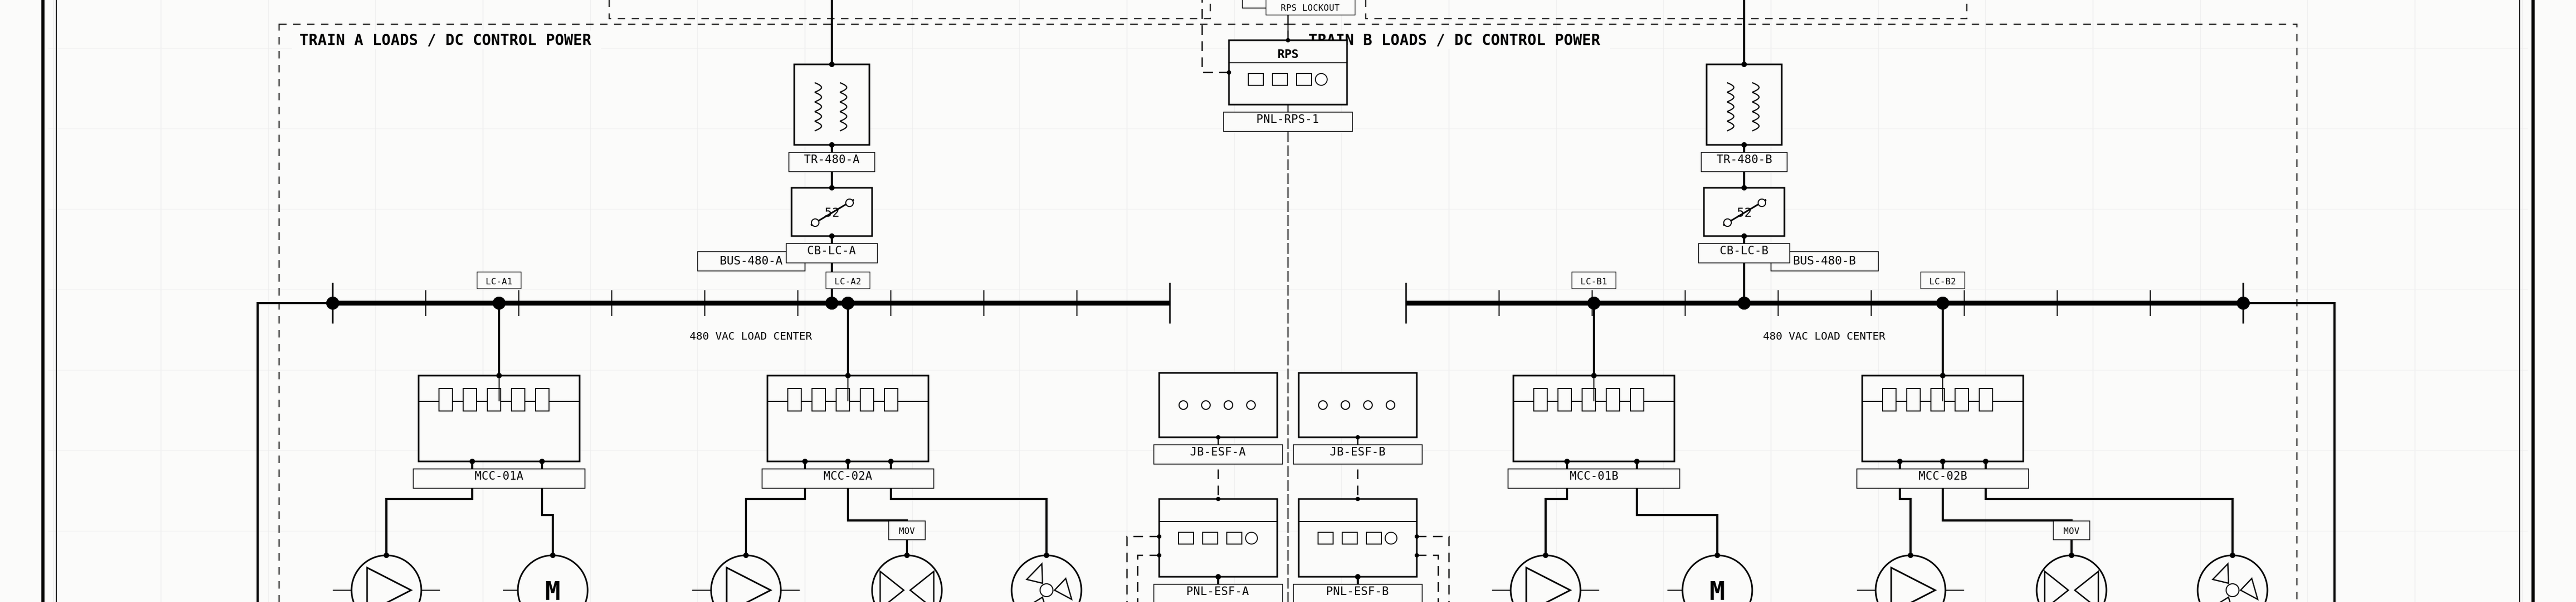 RPS LOCKOUT
TRAIN A LOADS / DC CONTROL POWER
TRAIN B LOADS / DC CONTROL POWER
RPS
PNL-RPS-1
TR-480-A
TR-480-B
52
52
CB-LC-A
CB-LC-B
BUS-480-A
BUS-480-B
LC-A1
LC-A2
LC-B1
LC-B2
480 VAC LOAD CENTER
480 VAC LOAD CENTER
JB-ESF-A
JB-ESF-B
MCC-01A
MCC-02A
MCC-01B
MCC-02B
MOV
MOV
M
M
PNL-ESF-A
PNL-ESF-B